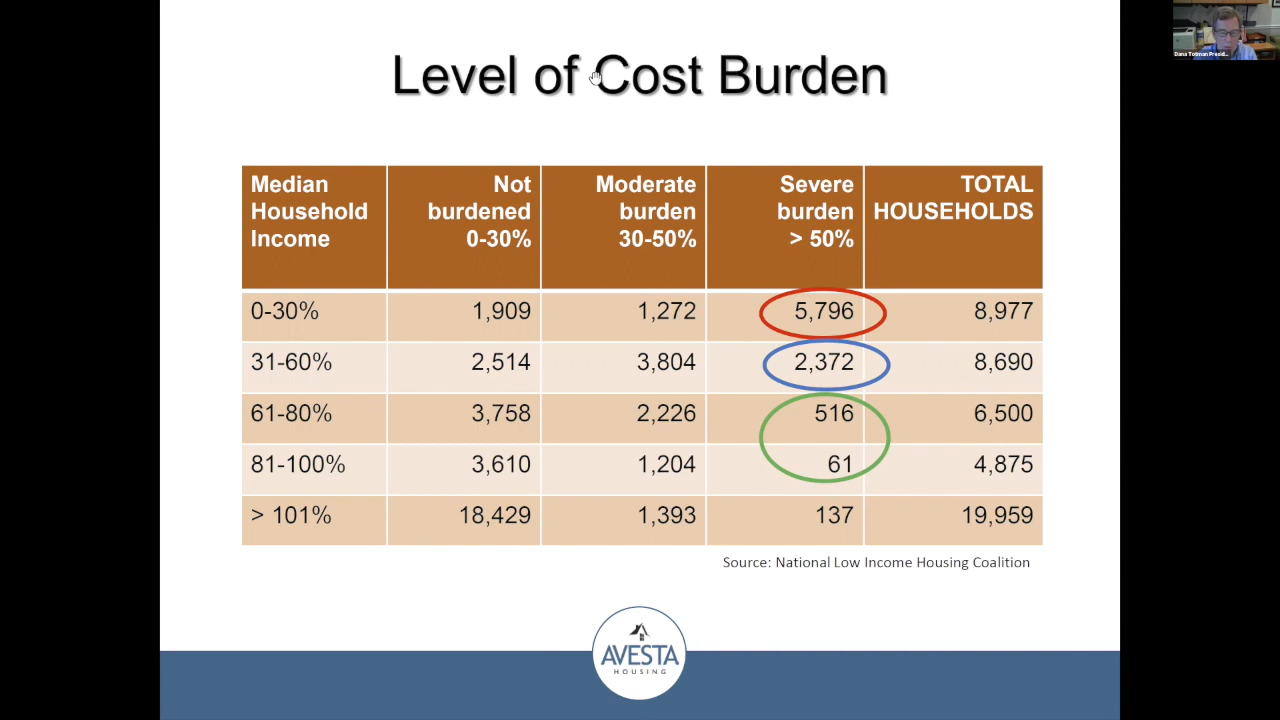 Level of Cost Burden
Dana Totman Presid...
Median Household Income Not burdened 0-30% Moderate burden 30-50% Severe burden > 50% TOTAL HOUSEHOLDS
0-30% 1,909 1,272 5,796 8,977
31-60% 2,514 3,804 2,372 8,690
61-80% 3,758 2,226 516 6,500
81-100% 3,610 1,204 61 4,875
> 101% 18,429 1,393 137 19,959
Source: National Low Income Housing Coalition
AVESTA
HOUSING